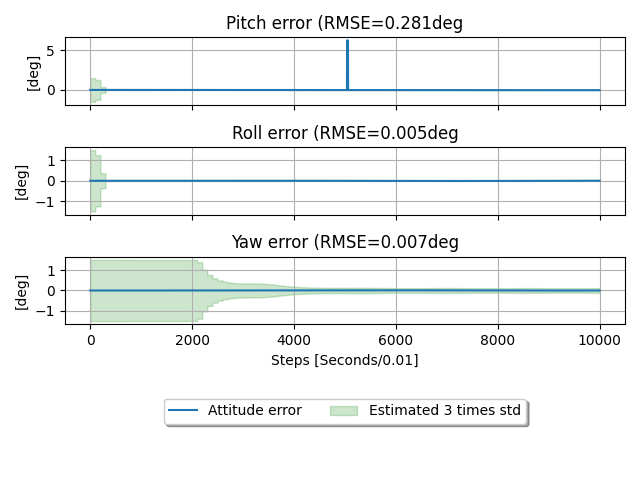 Pitch error (RMSE=0.281deg
5
0
[deg]
Roll error (RMSE=0.005deg
1
0
−1
[deg]
Yaw error (RMSE=0.007deg
1
0
−1
[deg]
0 2000 4000 6000 8000 10000
Steps [Seconds/0.01]
Attitude error Estimated 3 times std